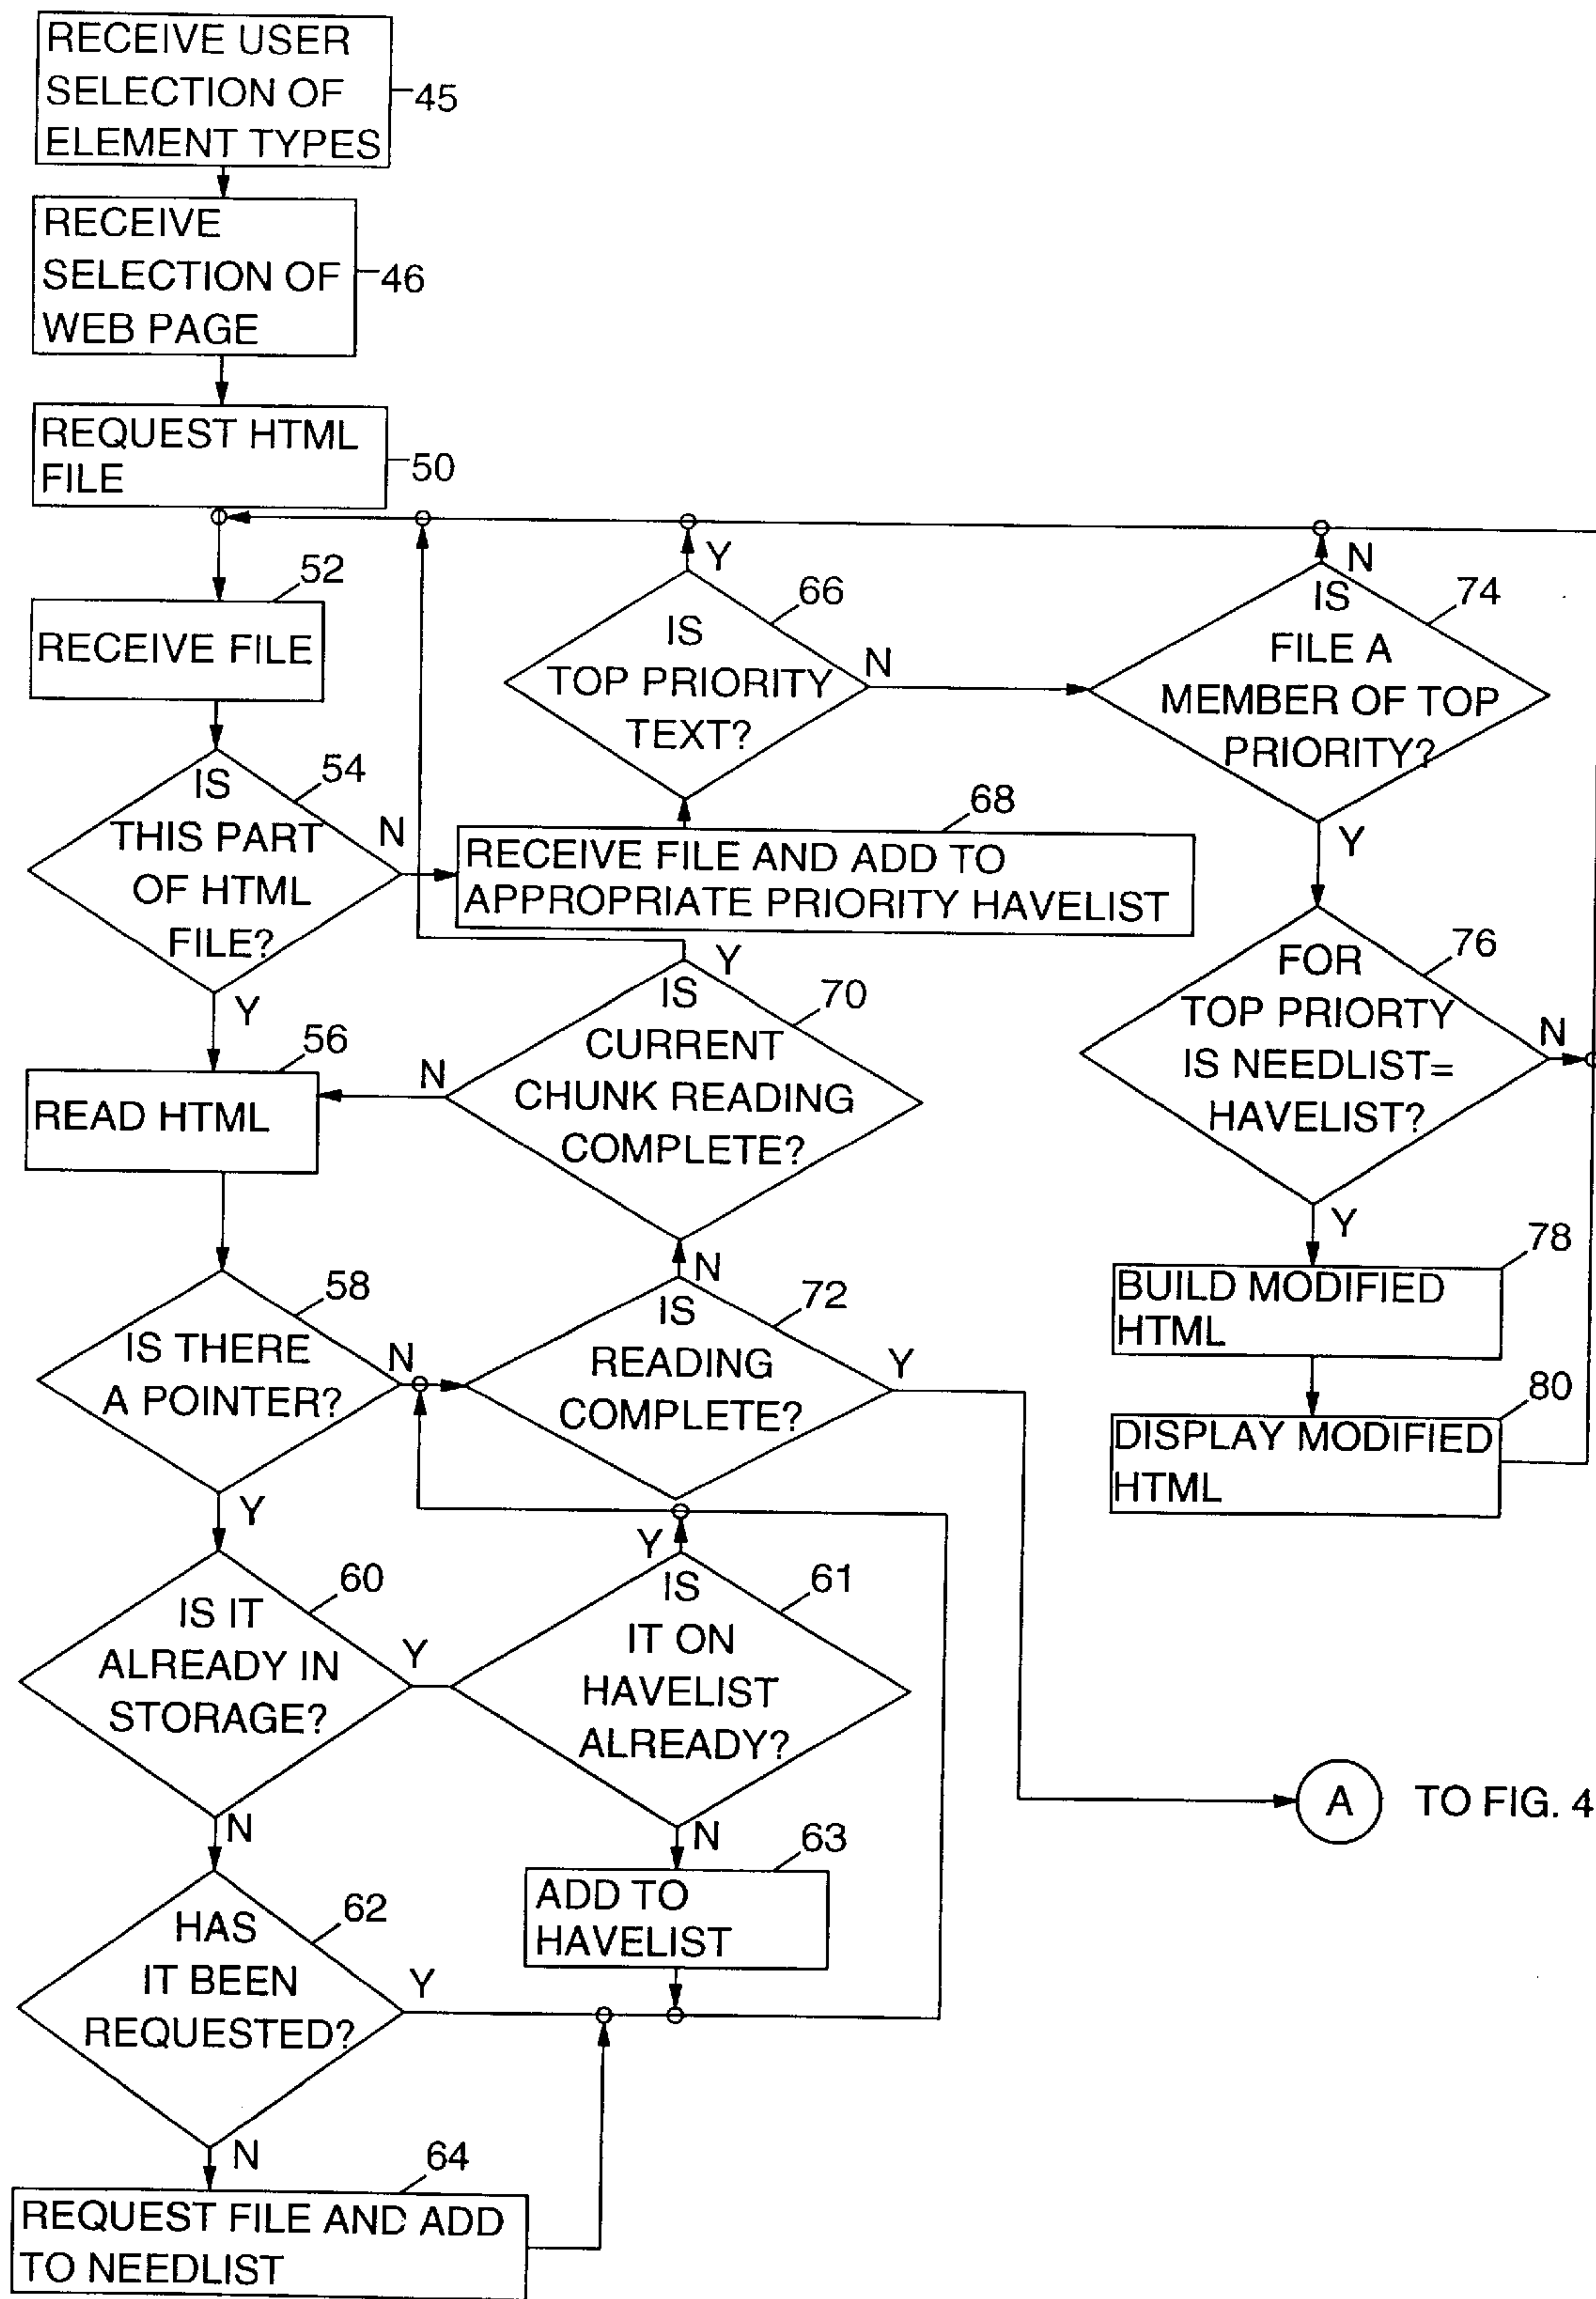 RECEIVE USER
SELECTION OF
ELEMENT TYPES
45
RECEIVE
SELECTION OF
WEB PAGE
46
REQUEST HTML
FILE
50
52
RECEIVE FILE
54
IS
THIS PART
OF HTML
FILE?
N
Y
56
READ HTML
58
IS THERE
A POINTER?
N
Y
60
IS IT
ALREADY IN
STORAGE?
Y
N
62
HAS
IT BEEN
REQUESTED?
Y
N
64
REQUEST FILE AND ADD
TO NEEDLIST
Y
66
IS
TOP PRIORITY
TEXT?
N
68
RECEIVE FILE AND ADD TO
APPROPRIATE PRIORITY HAVELIST
Y
70
IS
CURRENT
CHUNK READING
COMPLETE?
N
N
72
IS
READING
COMPLETE?
Y
Y
61
IS
IT ON
HAVELIST
ALREADY?
N
63
ADD TO
HAVELIST
N
74
IS
FILE A
MEMBER OF TOP
PRIORITY?
Y
76
FOR
TOP PRIORTY
IS NEEDLIST=
HAVELIST?
N
Y
78
BUILD MODIFIED
HTML
80
DISPLAY MODIFIED
HTML
A TO FIG. 4